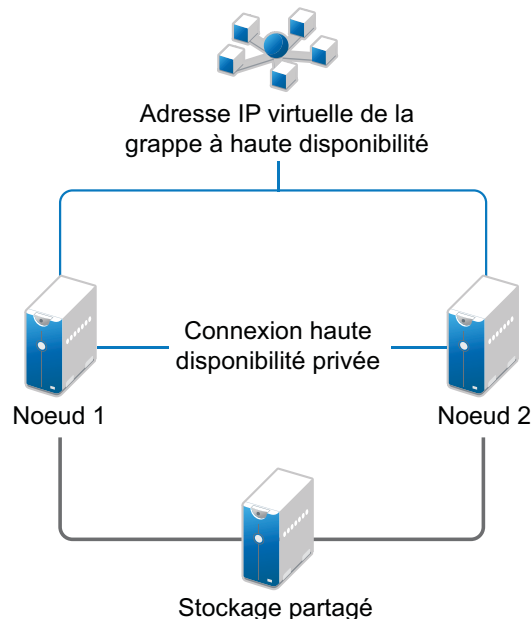 Adresse IP virtuelle de la
grappe à haute disponibilité
Connexion haute
disponibilité privée
Noeud 1
Noeud 2
Stockage partagé